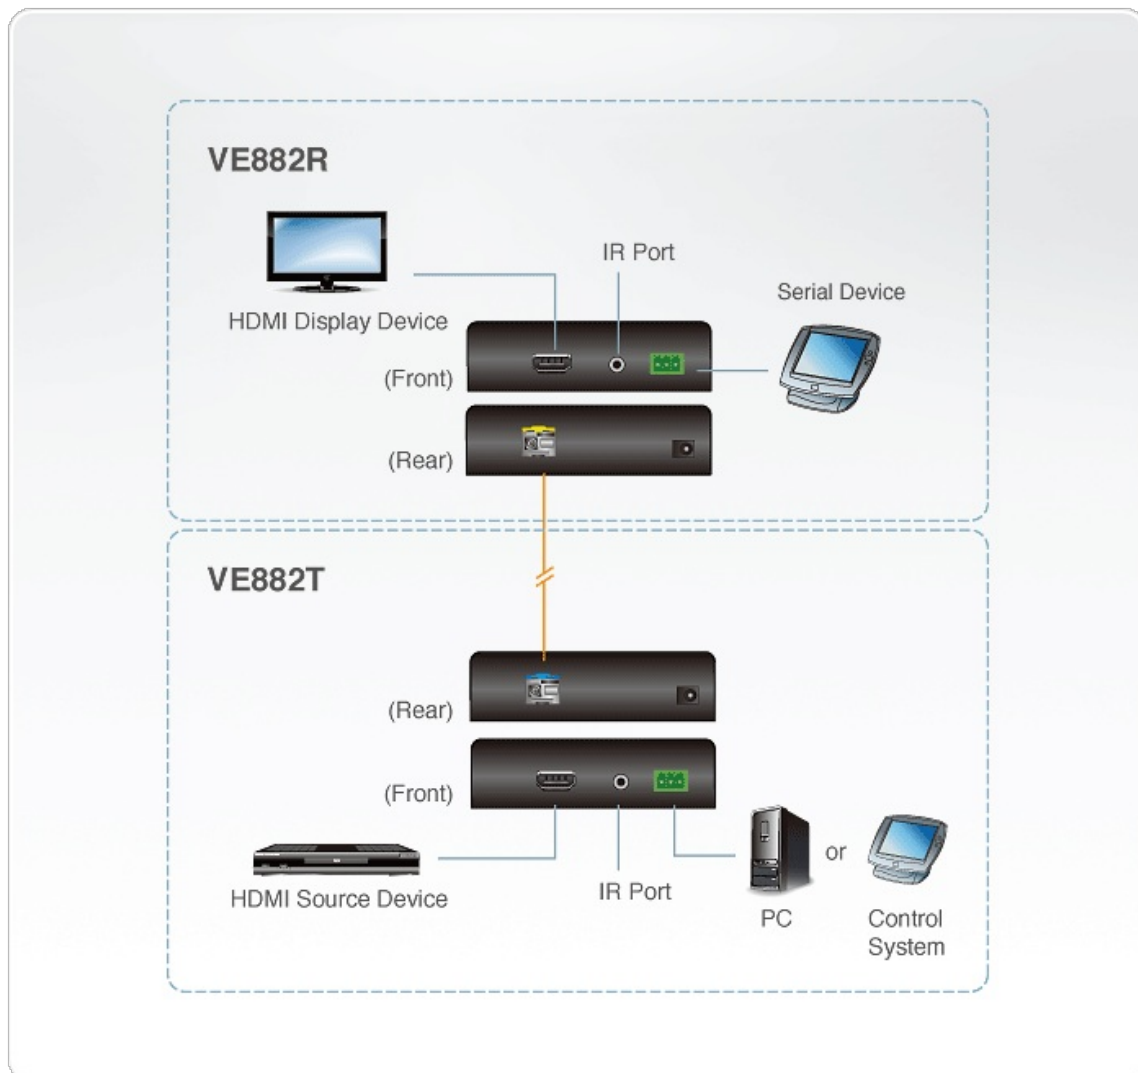 VE882R
IR Port
Serial Device
HDMI Display Device
(Front)
(Rear)
VE882T
(Rear)
(Front)
HDMI Source Device
IR Port
or
PC
Control
System